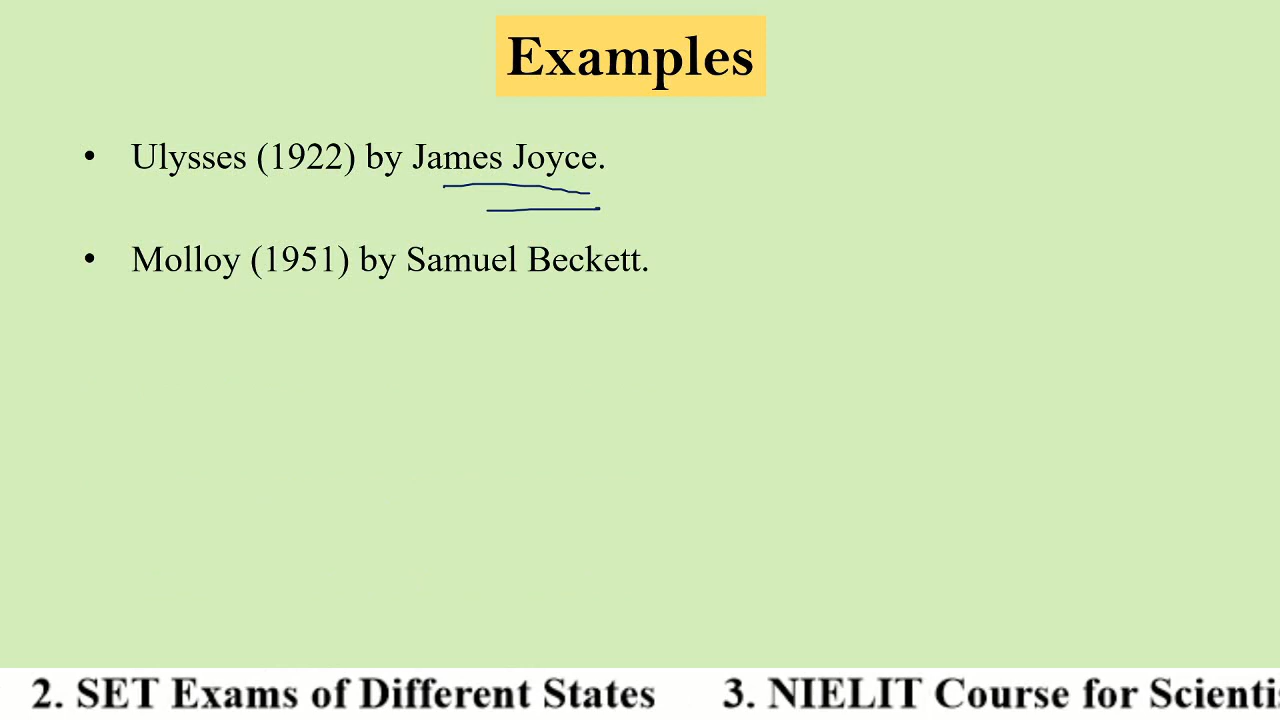 Examples
• Ulysses (1922) by James Joyce.
• Molloy (1951) by Samuel Beckett.
2. SET Exams of Different States 3. NIELIT Course for